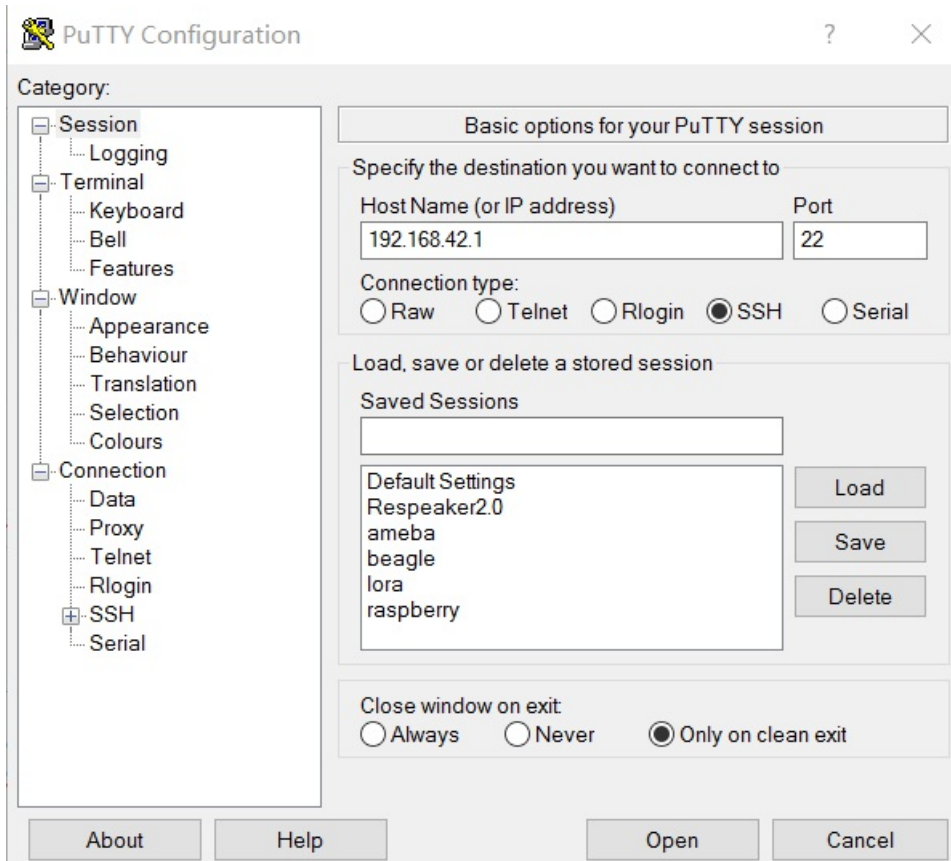 PuTTY Configuration
?
Category:
Session
Logging
Terminal
Keyboard
Bell
Features
Window
Appearance
Behaviour
Translation
Selection
Colours
Connection
Data
Proxy
Telnet
Rlogin
SSH
Serial
Basic options for your PuTTY session
Specify the destination you want to connect to
Host Name (or IP address) Port
192.168.42.1 22
Connection type:
Raw Telnet Rlogin SSH Serial
Load, save or delete a stored session
Saved Sessions
Default Settings
Respeaker2.0
ameba
beagle
lora
raspberry
Load
Save
Delete
Close window on exit:
Always Never Only on clean exit
About Help Open Cancel